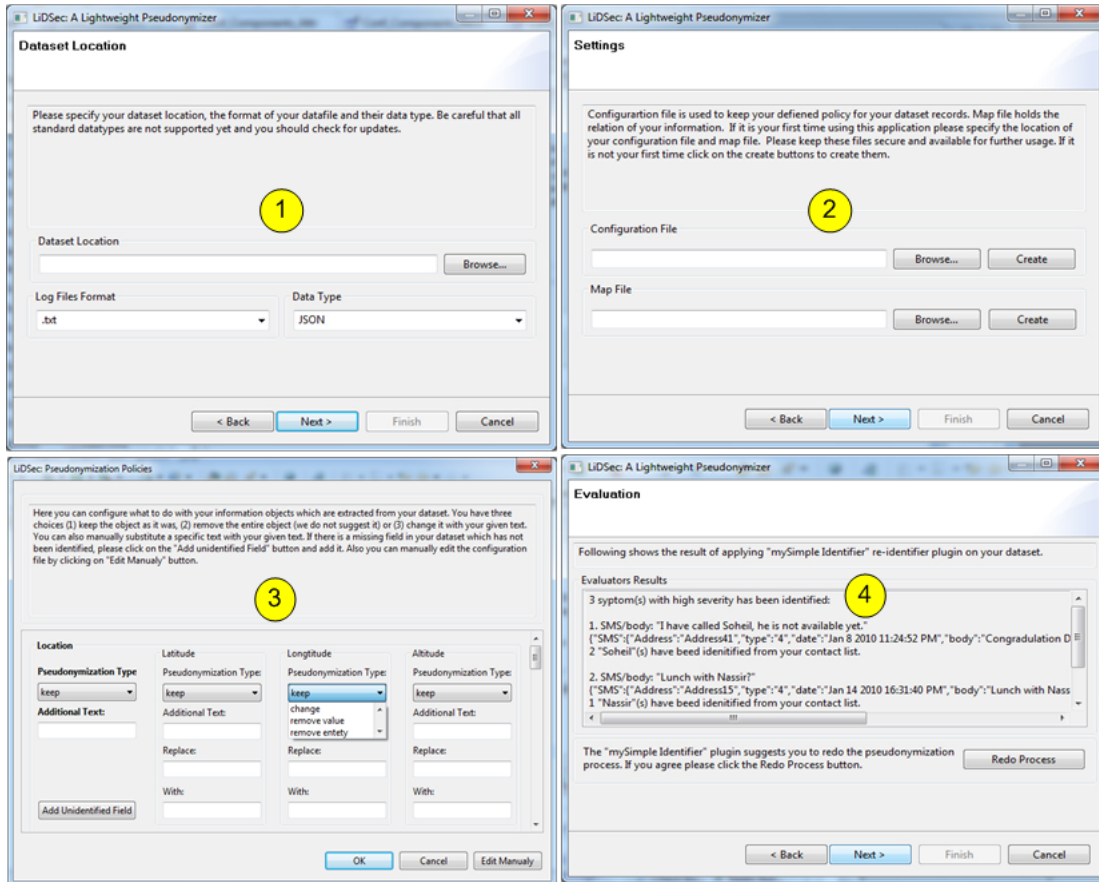 LiDSec: A Lightweight Pseudonymizer
Dataset Location
Please specify your dataset location, the format of your datafile and their data type. Be careful that all
standard datatypes are not supported yet and you should check for updates.
1
Dataset Location
Browse...
Log Files Format
Data Type
.txt
JSON
< Back
Next >
Finish
Cancel
LiDSec: A Lightweight Pseudonymizer
Settings
Configurartion file is used to keep your defiened policy for your dataset records. Map file holds the
relation of your information. If it is your first time using this application please specify the location of
your configuration file and map file. Please keep these files secure and available for further usage. If it
is not your first time click on the create buttons to create them.
2
Configuration File
Browse...
Create
Map File
Browse...
Create
< Back
Next >
Finish
Cancel
LiDSec: Pseudonymization Policies
Here you can configure what to do with your information objects which are extracted from your dataset. You have three
choices (1) keep the object as it was, (2) remove the entire object (we do not suggest it) or (3) change it with your given text.
You can also manually substitute a specific text with your given text. If there is a missing field in your dataset which has not
been identified, please click on the "Add unidentified Field" button and add it. Also you can manually edit the configuration
file by clicking on "Edit Manualy" button.
3
Location
Pseudonymization Type
keep
Additional Text:
Add Unidentified Field
Latitude
Pseudonymization Type:
keep
Additional Text:
Replace:
With:
Longtitude
Pseudonymization Type:
keep
change
remove value
remove entety
Replace:
With:
Altitude
Pseudonymization Type:
keep
Additional Text:
Replace:
With:
OK
Cancel
Edit Manualy
LiDSec: A Lightweight Pseudonymizer
Evaluation
Following shows the result of applying "mySimple Identifier" re-identifier plugin on your dataset.
Evaluators Results
4
3 syptom(s) with high severity has been identified:
1. SMS/body: "I have called Soheil, he is not available yet."
{"SMS":{"Address":"Address41","type":"4","date":"Jan 8 2010 11:24:52 PM","body":"Congradulation D
2 "Soheil"(s) have beed idenitified from your contact list.
2. SMS/body: "Lunch with Nassir?"
{"SMS":{"Address":"Address15","type":"4","date":"Jan 14 2010 16:31:40 PM","body":"Lunch with Nass
1 "Nassir"(s) have beed idenitified from your contact list.
The "mySimple Identifier" plugin suggests you to redo the pseudonymization
process. If you agree please click the Redo Process button.
Redo Process
< Back
Next >
Finish
Cancel